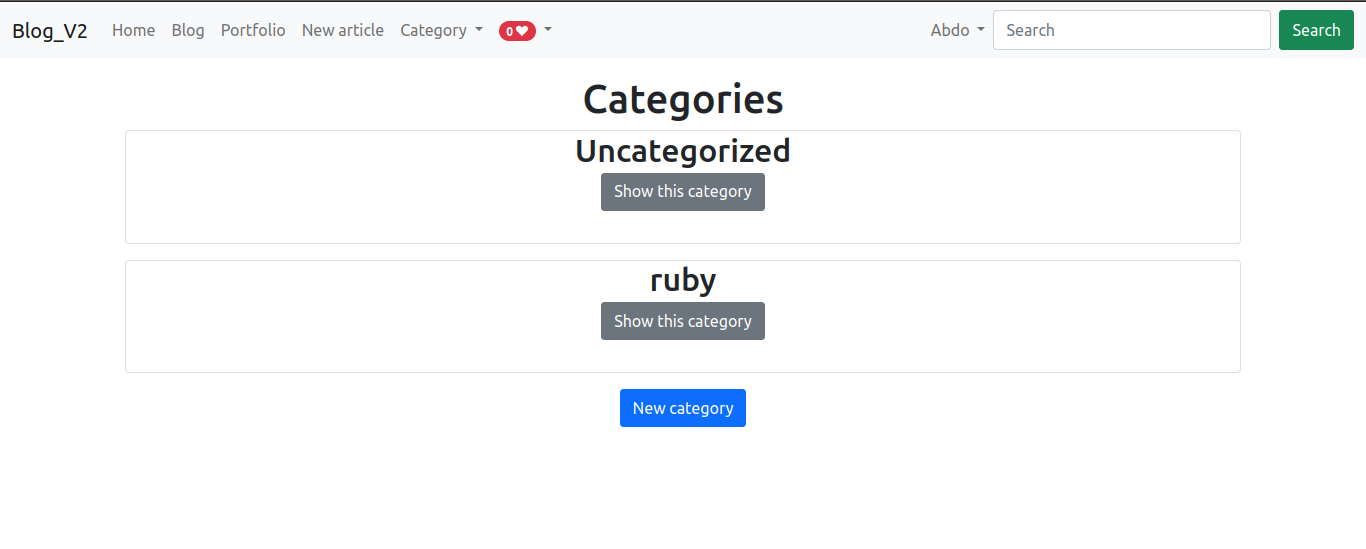 Blog_V2 Home Blog Portfolio New article Category 0 Abdo Search Search
Categories
Uncategorized
Show this category
ruby
Show this category
New category